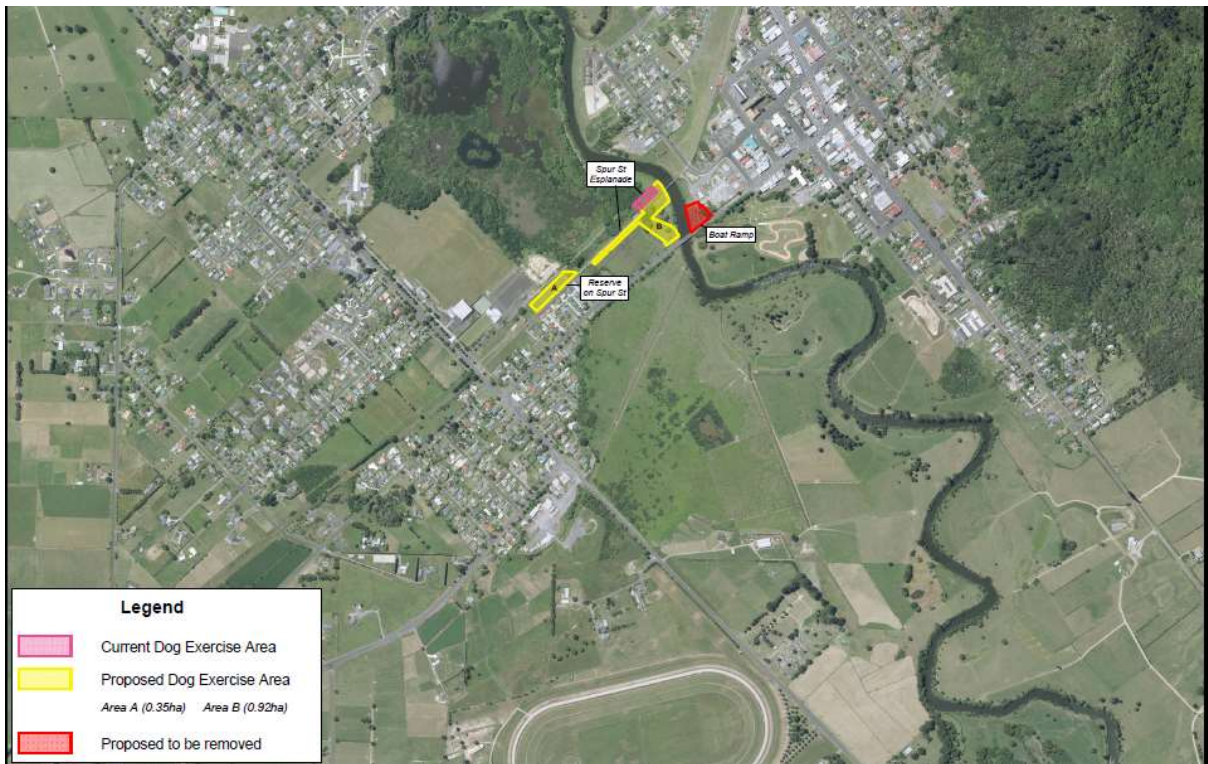 Spur St
Esplanade
B
Boat Ramp
A
Reserve
on Spur St
Legend
Current Dog Exercise Area
Proposed Dog Exercise Area
Area A (0.35ha) Area B (0.92ha)
Proposed to be removed